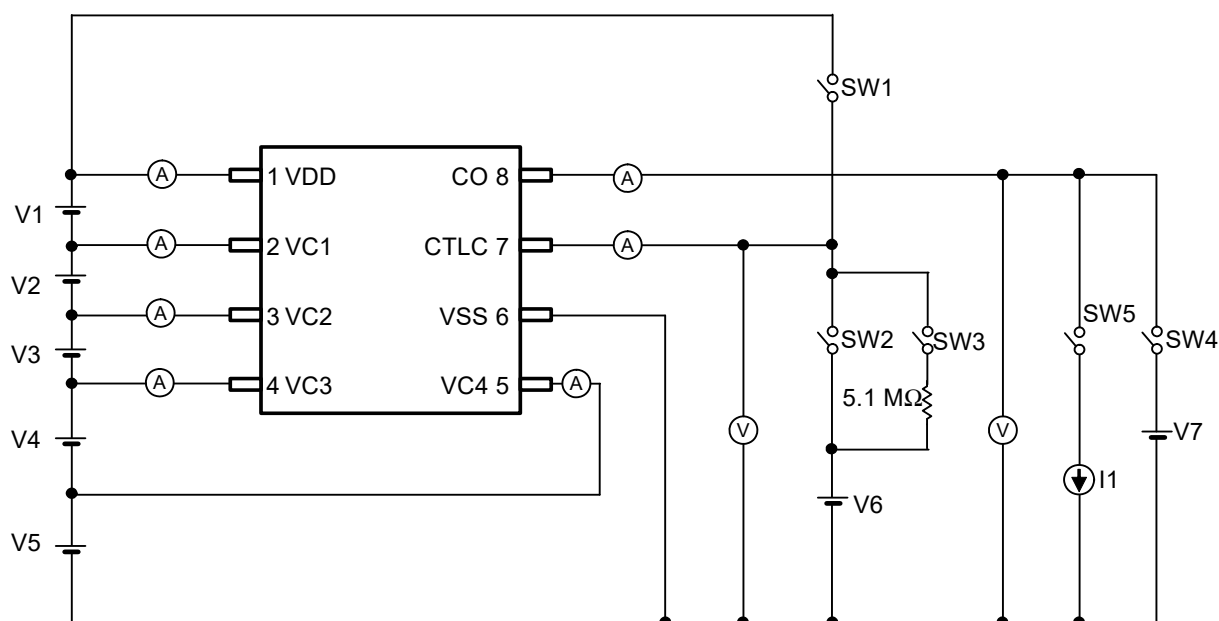 SW1
A
1 VDD
CO 8
A
V1
A
2 VC1
CTLC 7
A
V2
A
3 VC2
VSS 6
SW2
SW3
SW5
SW4
V3
A
4 VC3
VC4 5
A
5.1 MΩ
V4
V
V
V7
V6
I1
V5